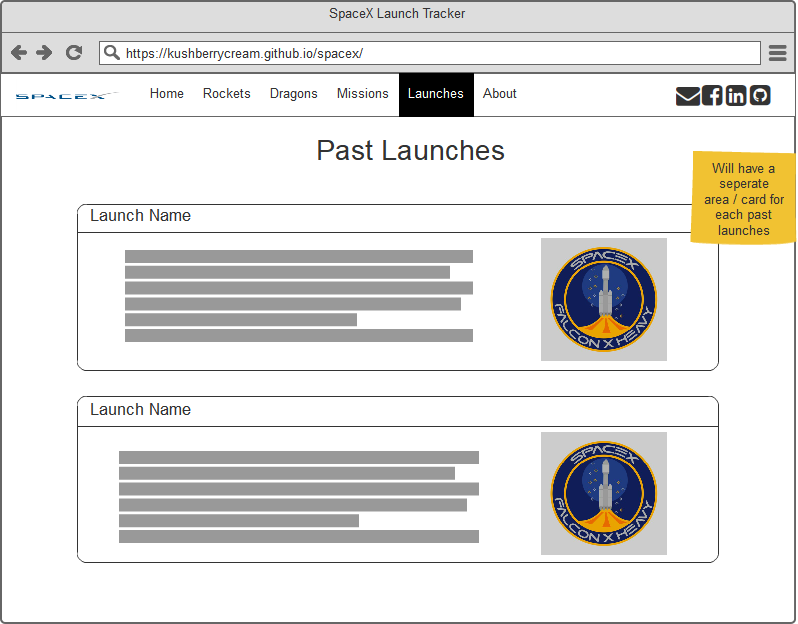 SpaceX Launch Tracker
https://kushberrycream.github.io/spacex/
SPACEX
Home Rockets Dragons Missions Launches About
Past Launches
Will have a
seperate
area / card for
each past
launches
Launch Name
SPACEX
FALCON X HEAVY
Launch Name
SPACEX
FALCON X HEAVY